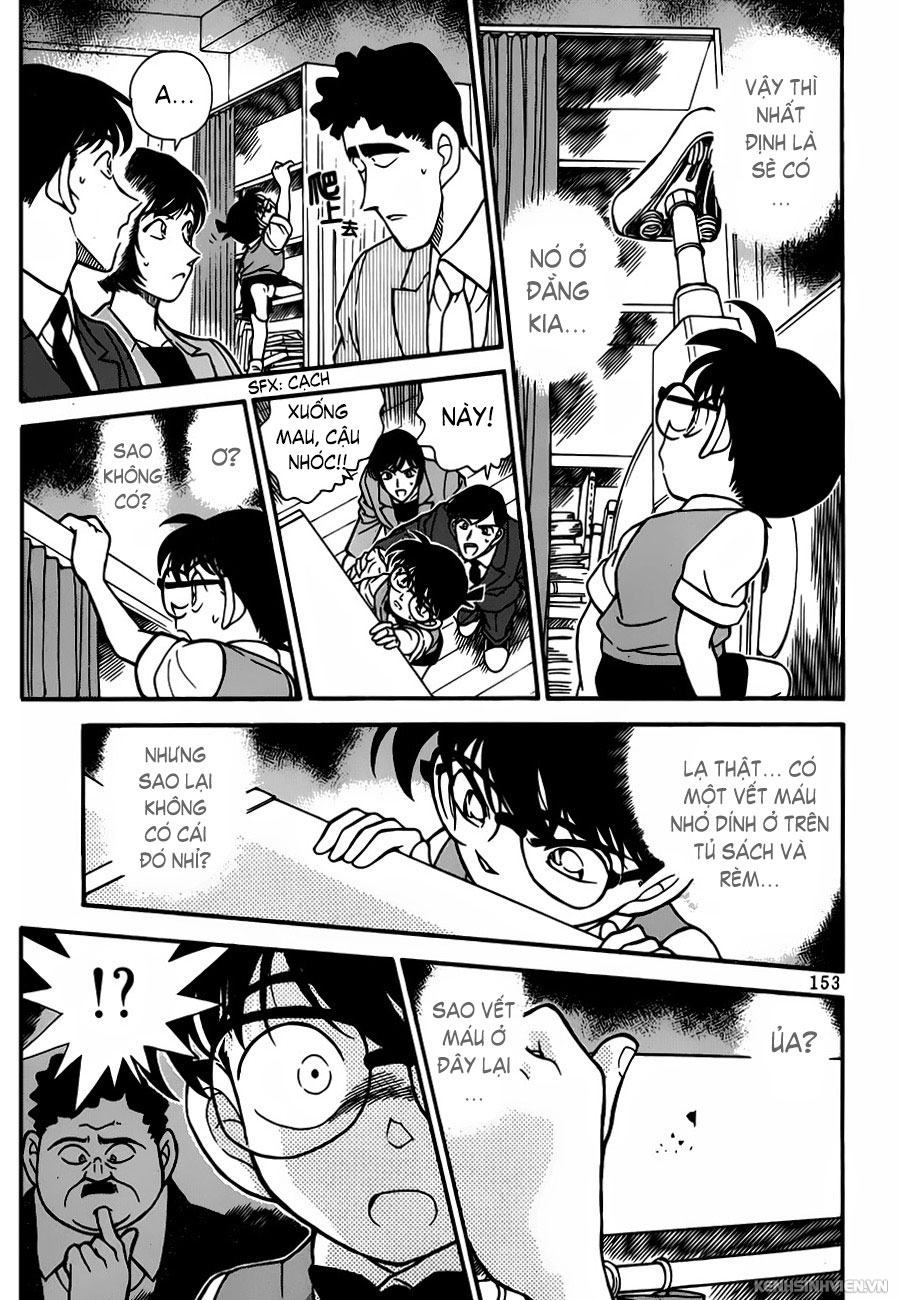 VẬY THÌ
NHẤT
ĐỊNH LÀ
SẼ CÓ
...
NÓ Ở
ĐẰNG
KIA...
A...
爬
上
去
SFX: CẠCH
NÀY!
XUỐNG
MAU, CẬU
NHÓC!!
Ơ?
SAO
KHÔNG
CÓ?
LẠ THẬT... CÓ
MỘT VẾT MÁU
NHỎ DÍNH Ở TRÊN
TỦ SÁCH VÀ
RÈM...
NHƯNG
SAO LẠI
KHÔNG
CÓ CÁI
ĐÓ NHỈ?
153
ỦA?
SAO VẾT
MÁU Ở
ĐÂY LẠI
...
!?
KENHSINHVIEN.VN